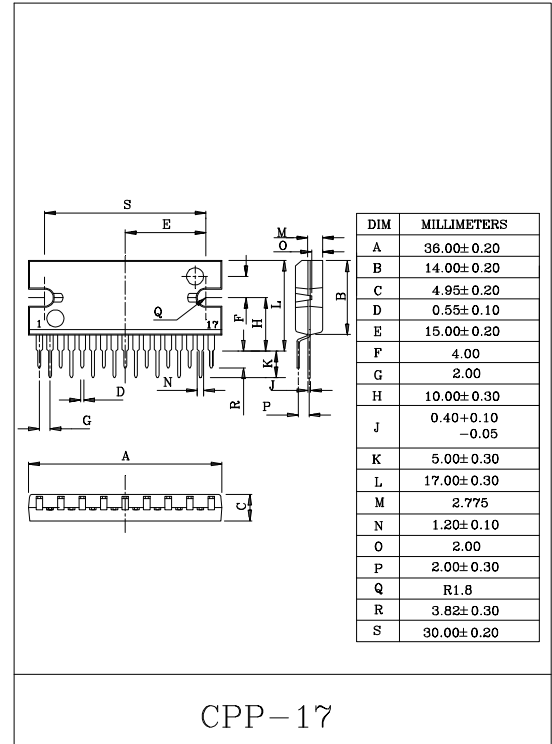 S
E
M
O
L
B
F
H
Q
1
17
K
J
R
P
N
D
G
A
C
DIM MILLIMETERS
A 36.00±0.20
B 14.00±0.20
C 4.95±0.20
D 0.55±0.10
E 15.00±0.20
F 4.00
G 2.00
H 10.00±0.30
J 0.40+0.10
−0.05
K 5.00±0.30
L 17.00±0.30
M 2.775
N 1.20±0.10
O 2.00
P 2.00±0.30
Q R1.8
R 3.82±0.30
S 30.00±0.20
CPP−17